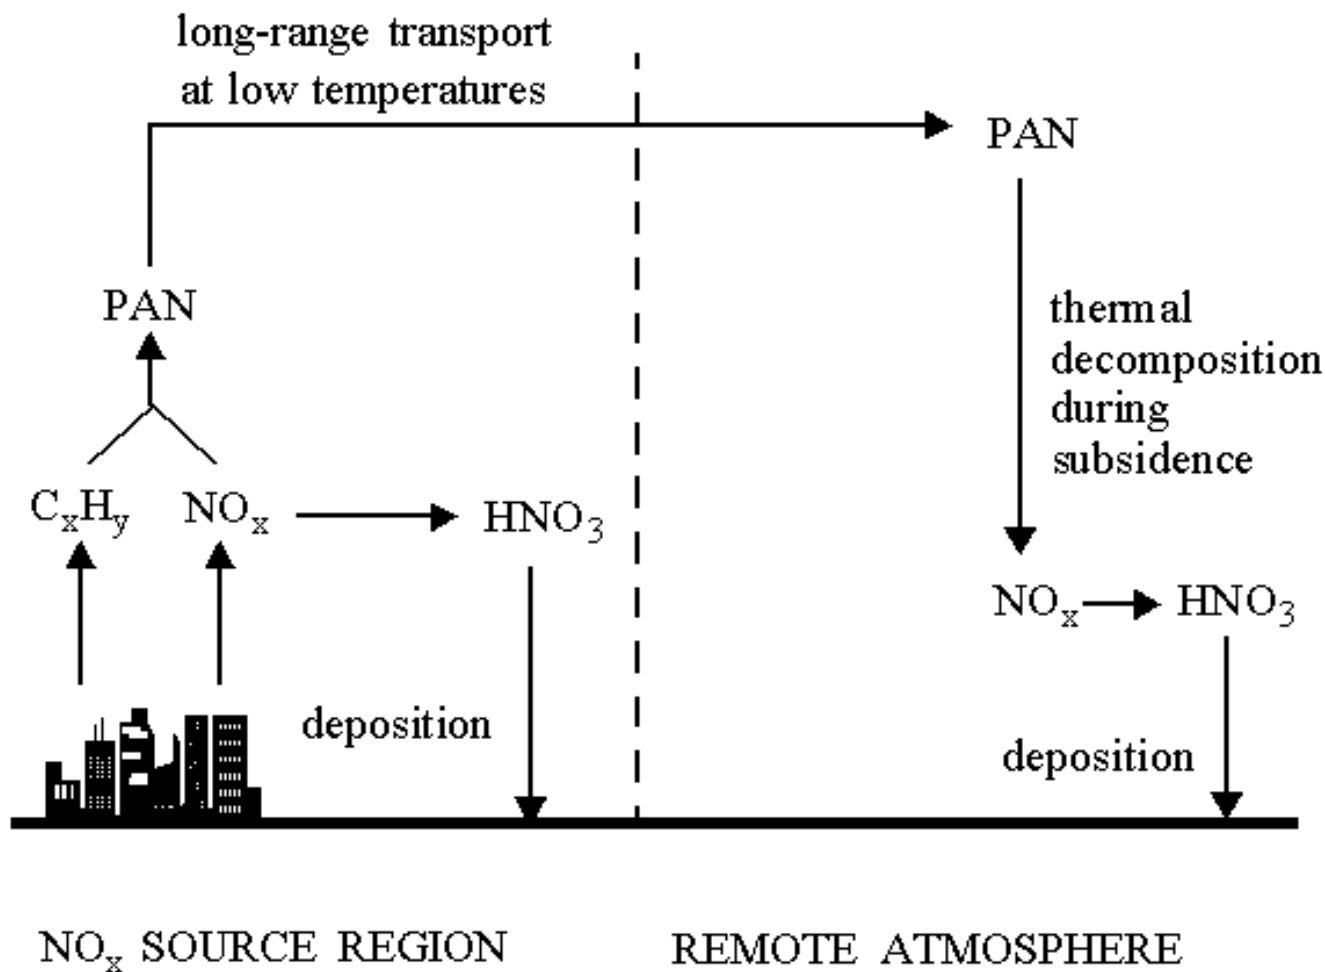 long-range transport
at low temperatures
PAN
PAN
thermal
decomposition
during
subsidence
CₓHᵧ
NOₓ
HNO₃
NOₓ
HNO₃
deposition
deposition
NOₓ SOURCE REGION
REMOTE ATMOSPHERE